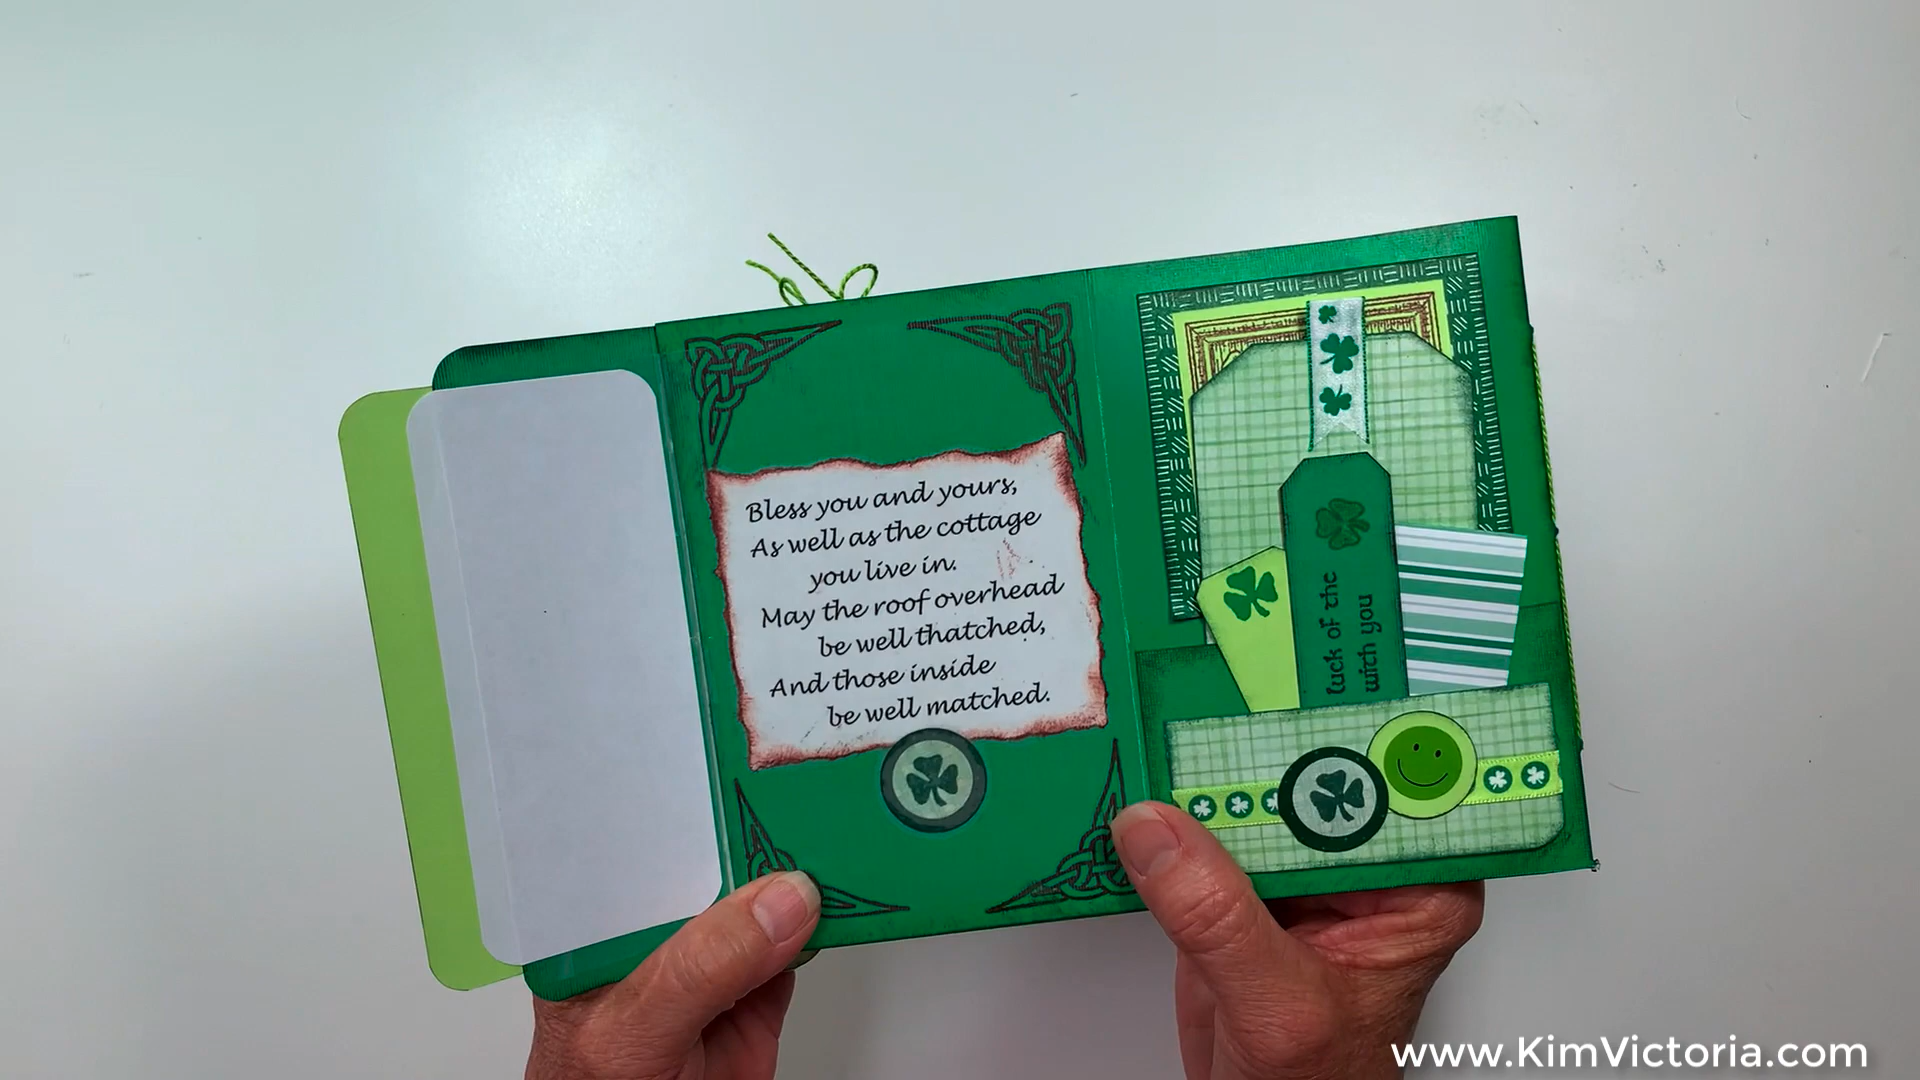 Bless you and yours,
As well as the cottage
you live in.
May the roof overhead
be well thatched,
And those inside
be well matched.
luck of the
with you
www.KimVictoria.com